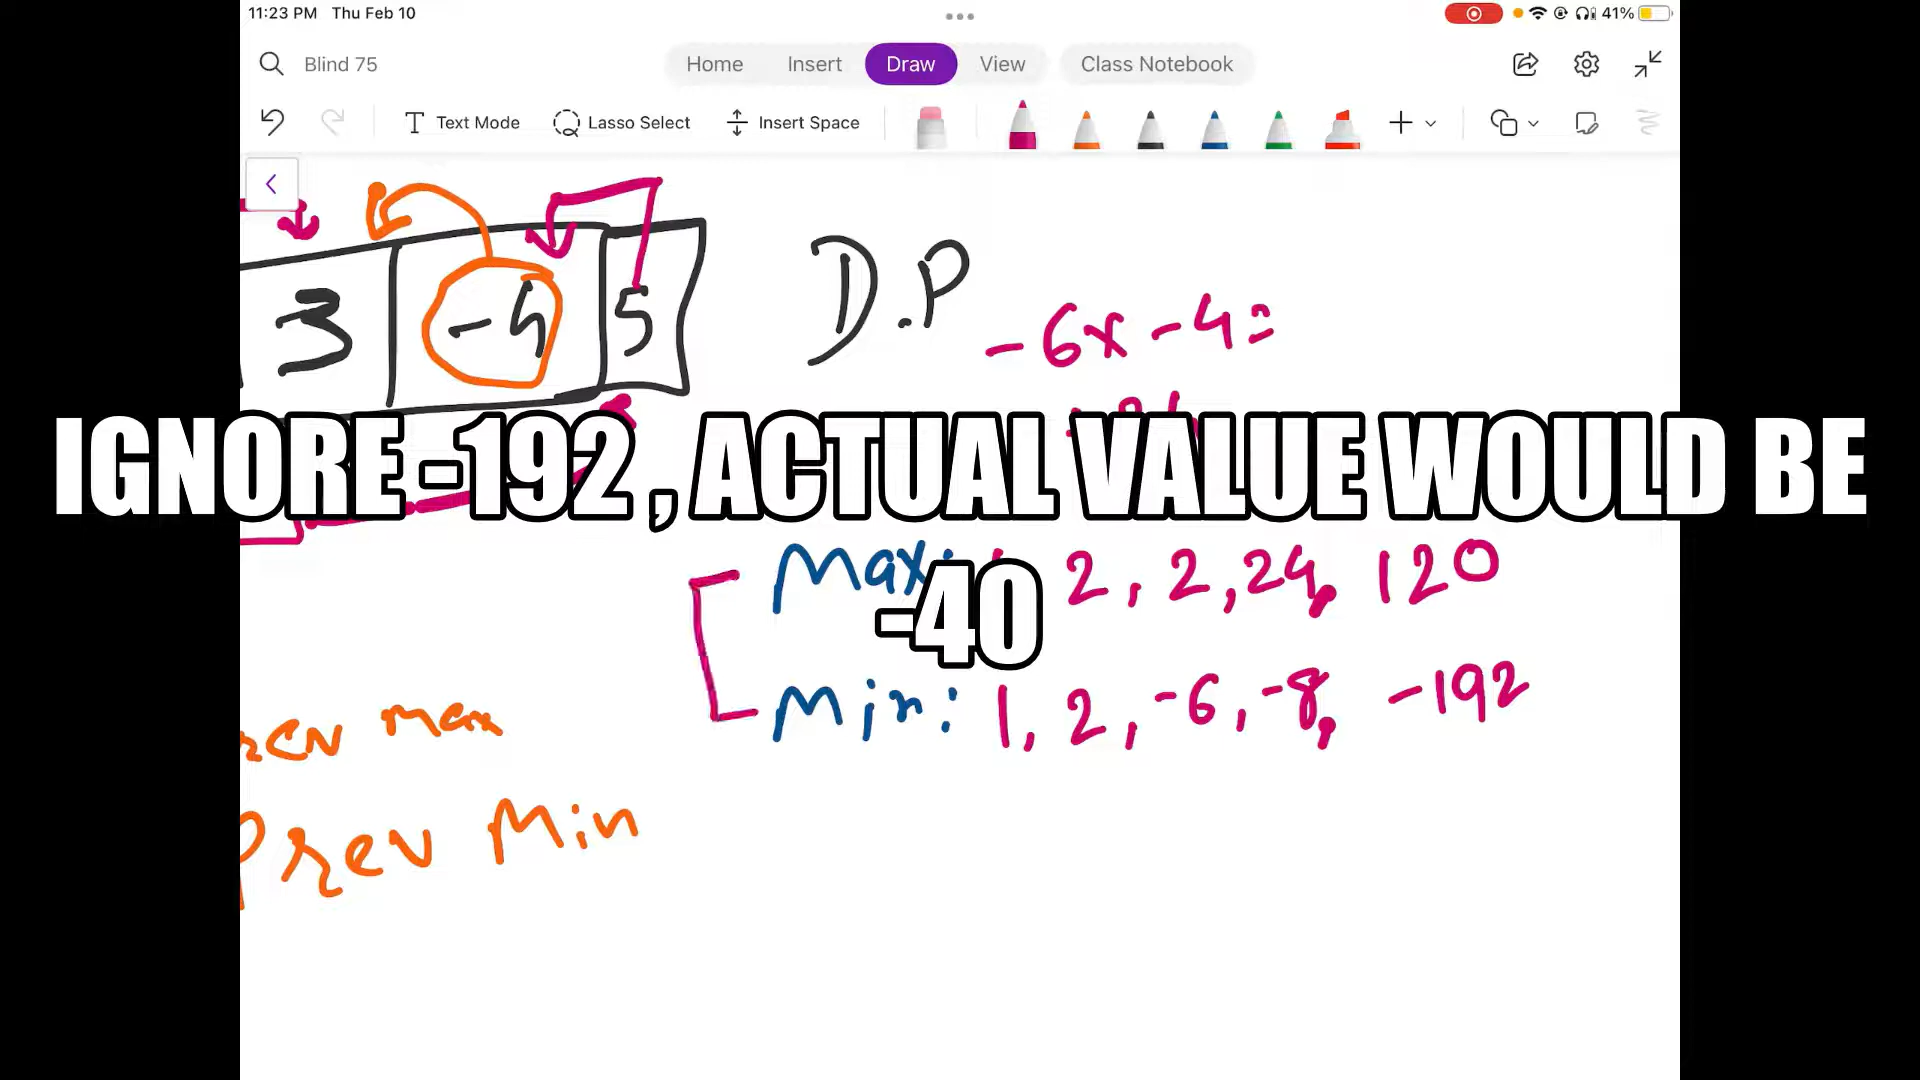 11:23 PM Thu Feb 10 41%
Blind 75 Home Insert Draw View Class Notebook
Text Mode Lasso Select Insert Space
3 -4 5 D.P
-6x -4=
IGNORE -192 , ACTUAL VALUE WOULD BE
-40
Max: 2, 2, 24, 120
Min: 1, 2, -6, -8, -192
max
Prev Min